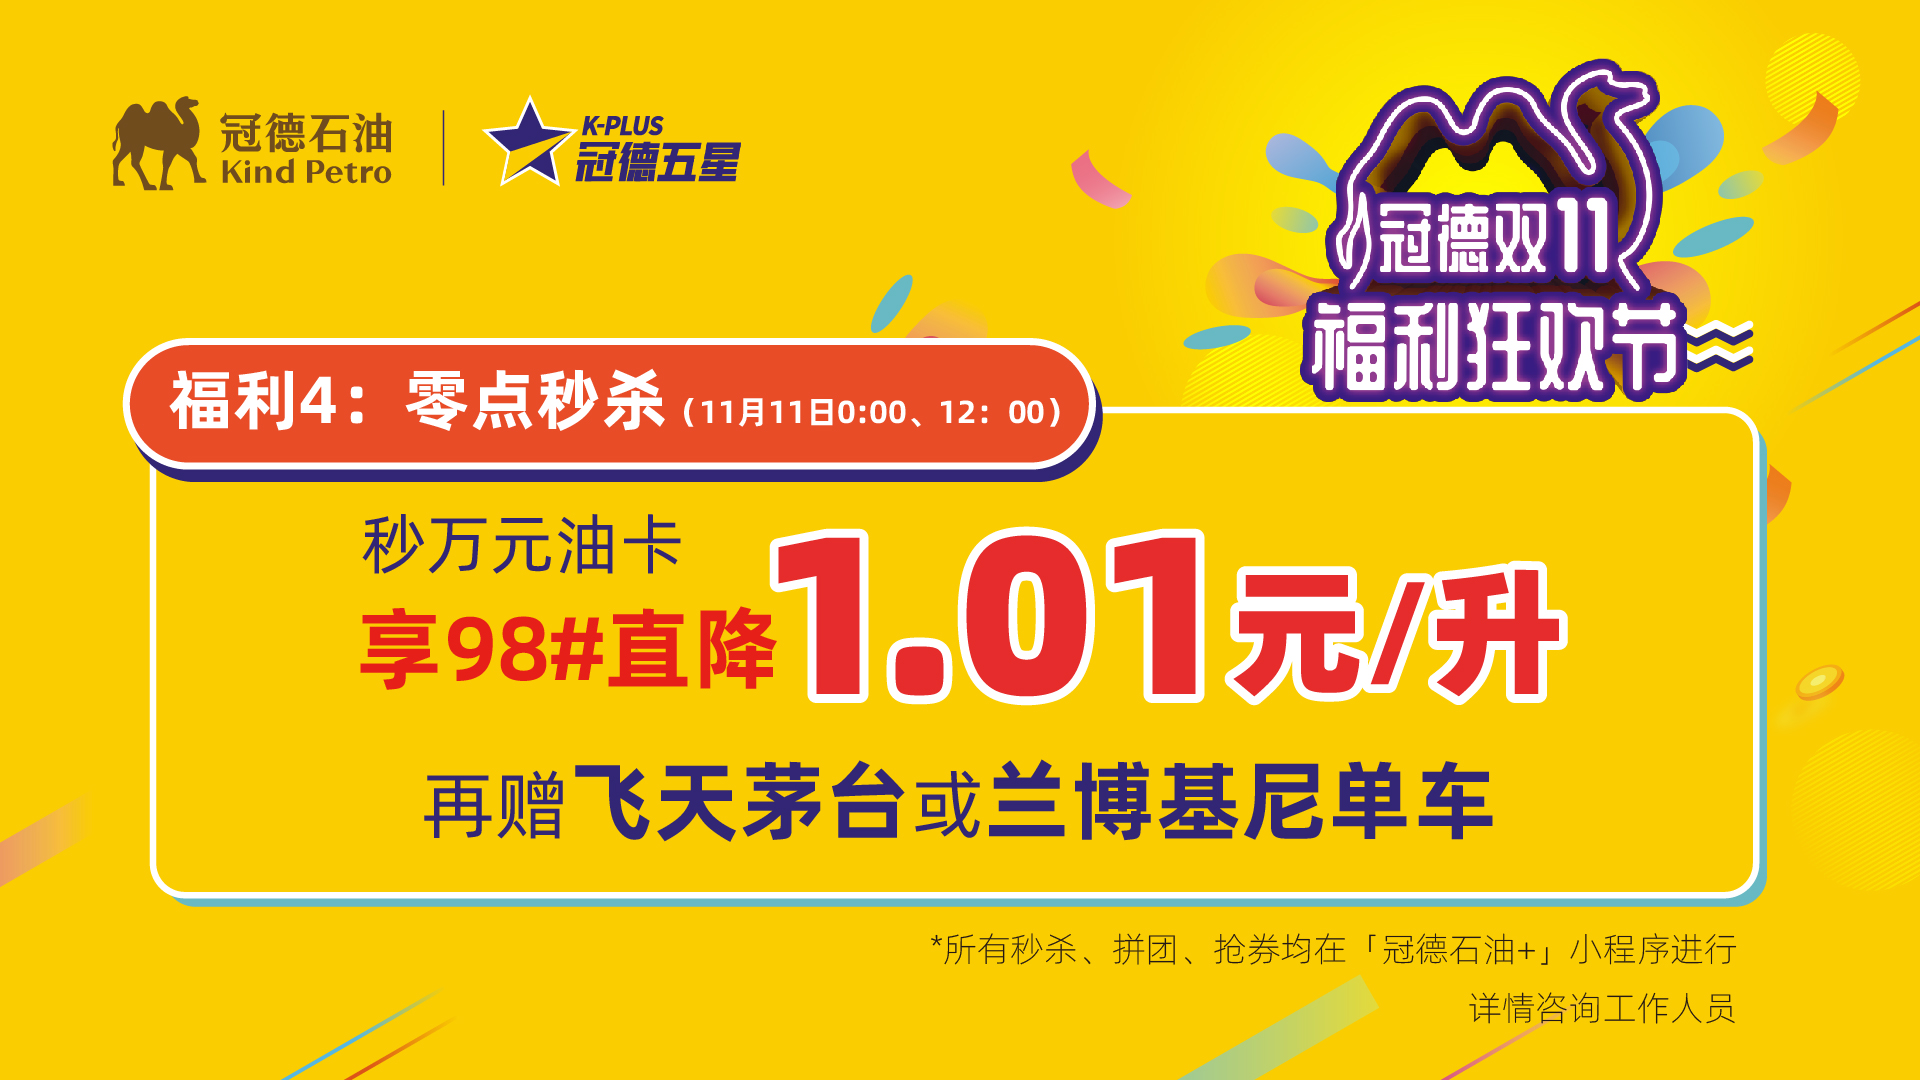 冠德石油
Kind Petro
K-PLUS
冠德五星
冠德双11
福利狂欢节
福利4：零点秒杀（11月11日0:00、12：00）
秒万元油卡
享98#直降1.01元/升
再赠飞天茅台或兰博基尼单车
*所有秒杀、拼团、抢券均在「冠德石油+」小程序进行
详情咨询工作人员